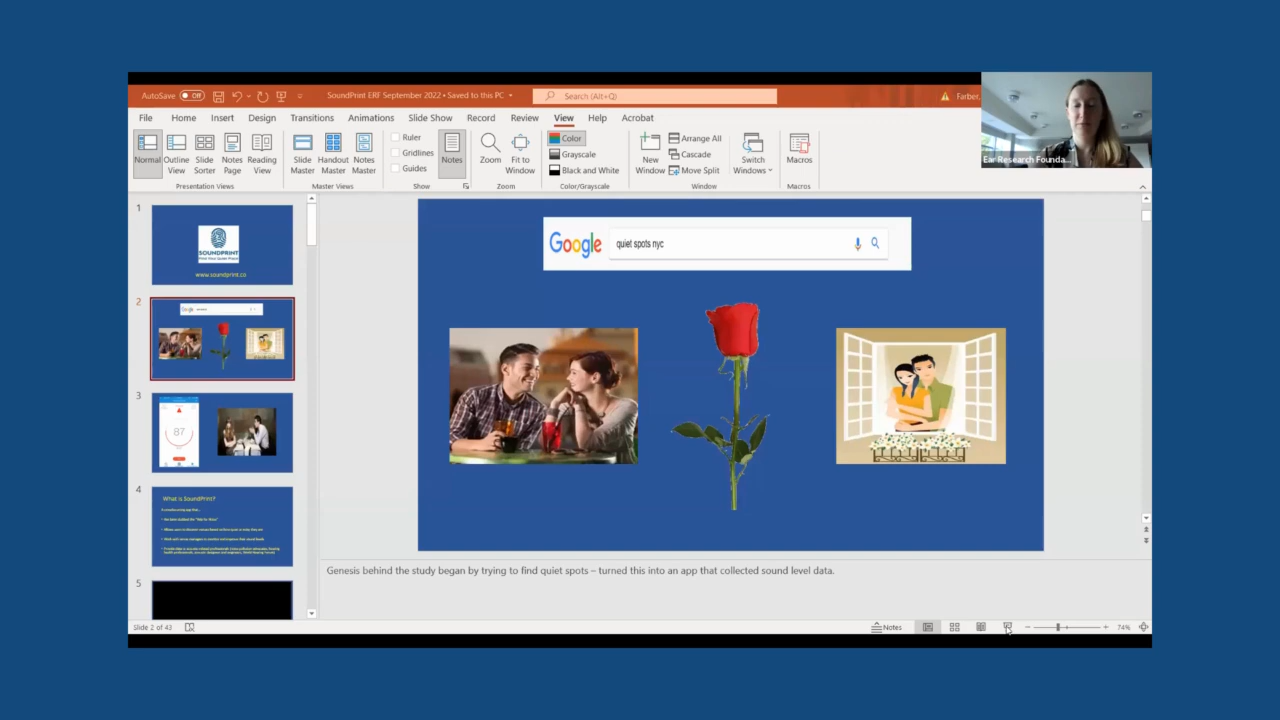 AutoSave Off SoundPrint ERF September 2022 • Saved to this PC Search (Alt+Q) Farber,
File Home Insert Design Transitions Animations Slide Show Record Review View Help Acrobat
Normal Outline View Slide Sorter Notes Page Reading View
Presentation Views
Slide Master Handout Master Notes Master
Master Views
Ruler
Gridlines
Guides
Show
Notes
Zoom Fit to Window
Zoom
Color
Grayscale
Black and White
Color/Grayscale
New Window
Arrange All
Cascade
Move Split
Switch Windows
Window
Macros
Macros
Ear Research Founda...
1
SOUNDPRINT
www.soundprint.co
2
3
87
4
What is SoundPrint?
5
Google quiet spots nyc
Genesis behind the study began by trying to find quiet spots – turned this into an app that collected sound level data.
Slide 2 of 43 Notes 74%